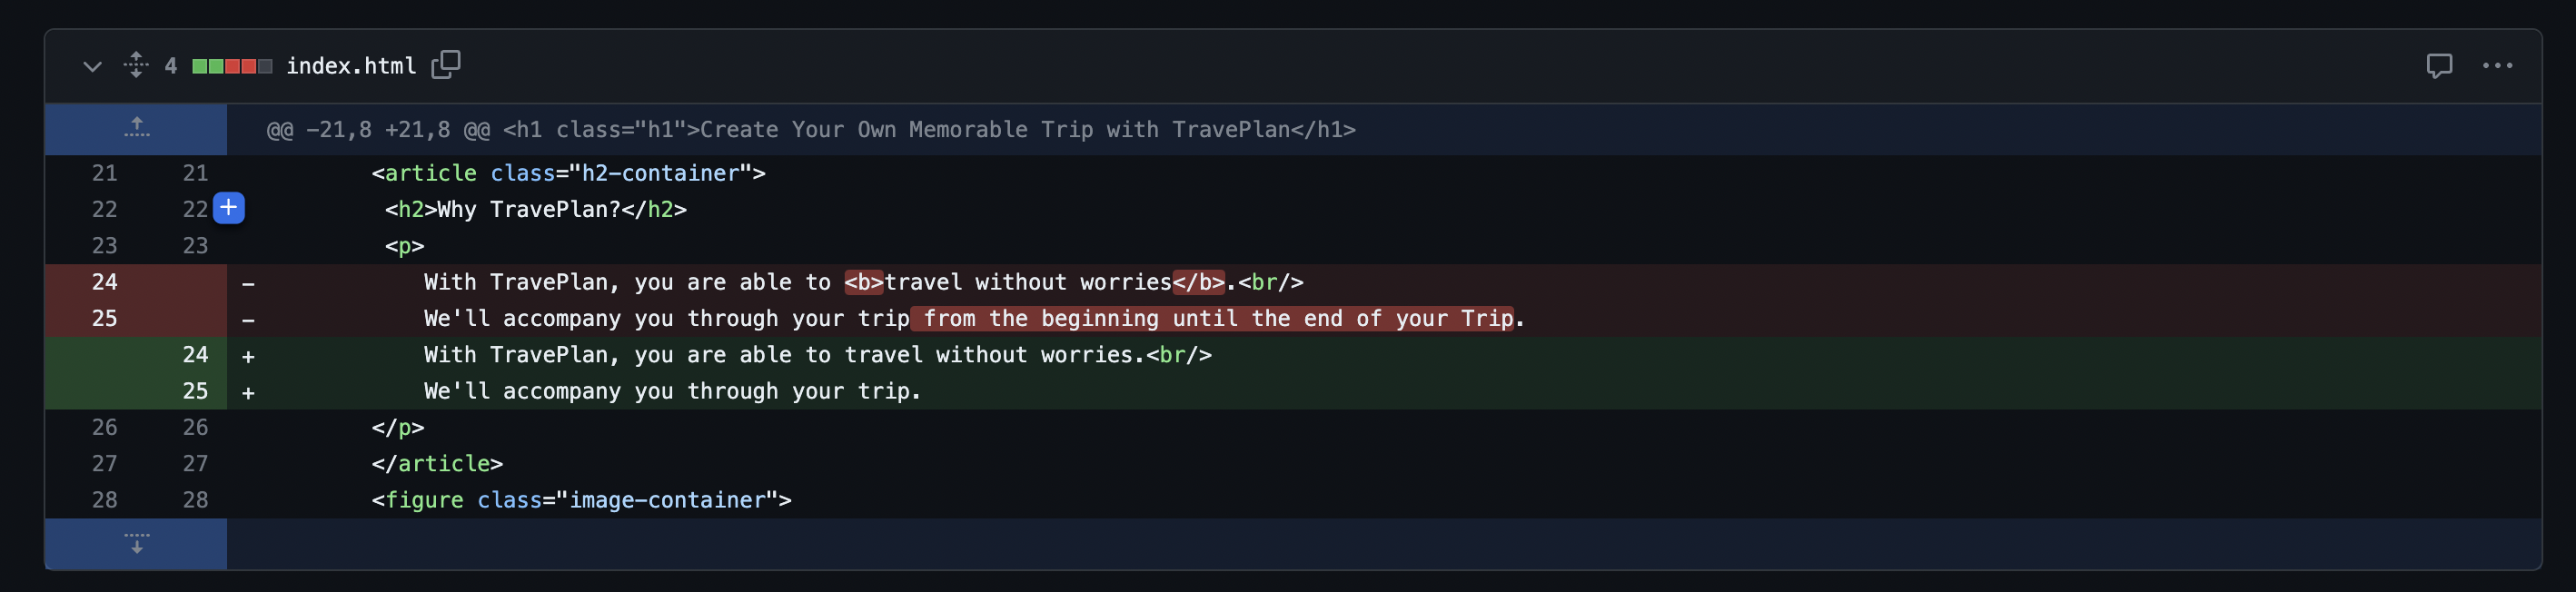 4 index.html
@@ -21,8 +21,8 @@ <h1 class="h1">Create Your Own Memorable Trip with TravePlan</h1>
21 21 <article class="h2-container">
22 22 <h2>Why TravePlan?</h2>
23 23 <p>
24 - With TravePlan, you are able to <b>travel without worries</b>.<br/>
25 - We'll accompany you through your trip from the beginning until the end of your Trip.
24 + With TravePlan, you are able to travel without worries.<br/>
25 + We'll accompany you through your trip.
26 26 </p>
27 27 </article>
28 28 <figure class="image-container">